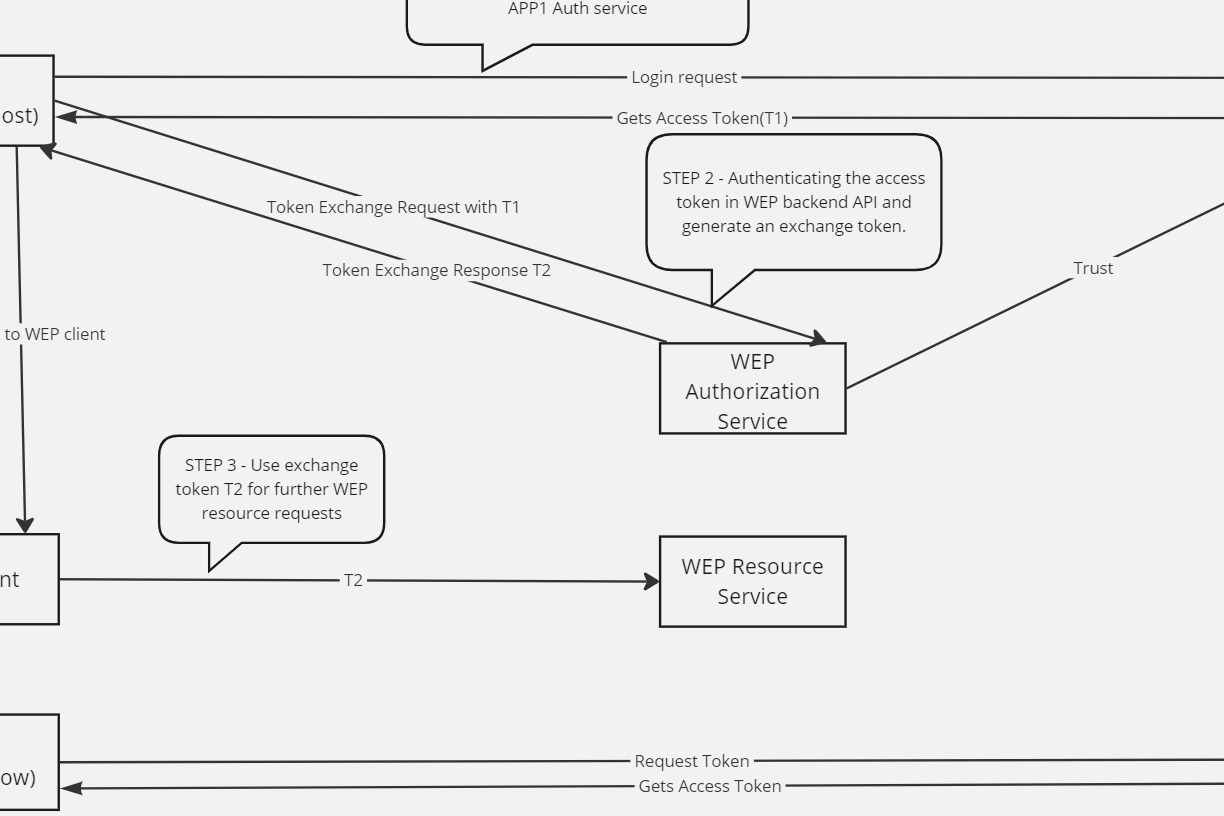 APP1 Auth service
Login request
ost)
Gets Access Token(T1)
STEP 2 - Authenticating the access
token in WEP backend API and
generate an exchange token.
Token Exchange Request with T1
Token Exchange Response T2
Trust
to WEP client
WEP
Authorization
Service
STEP 3 - Use exchange
token T2 for further WEP
resource requests
nt
T2
WEP Resource
Service
Request Token
ow)
Gets Access Token